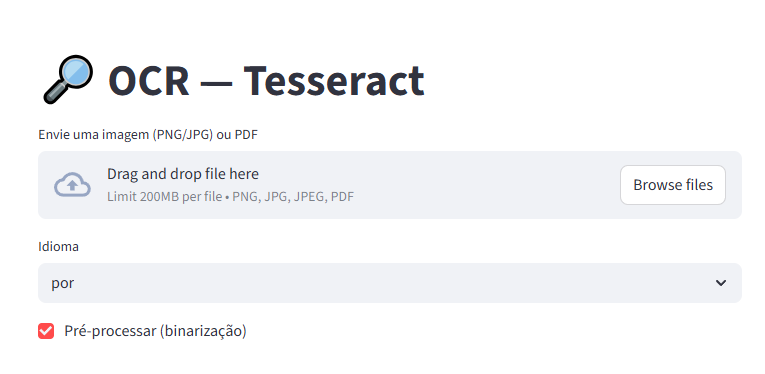 OCR — Tesseract
Envie uma imagem (PNG/JPG) ou PDF
Drag and drop file here
Limit 200MB per file • PNG, JPG, JPEG, PDF
Browse files
Idioma
por
Pré-processar (binarização)